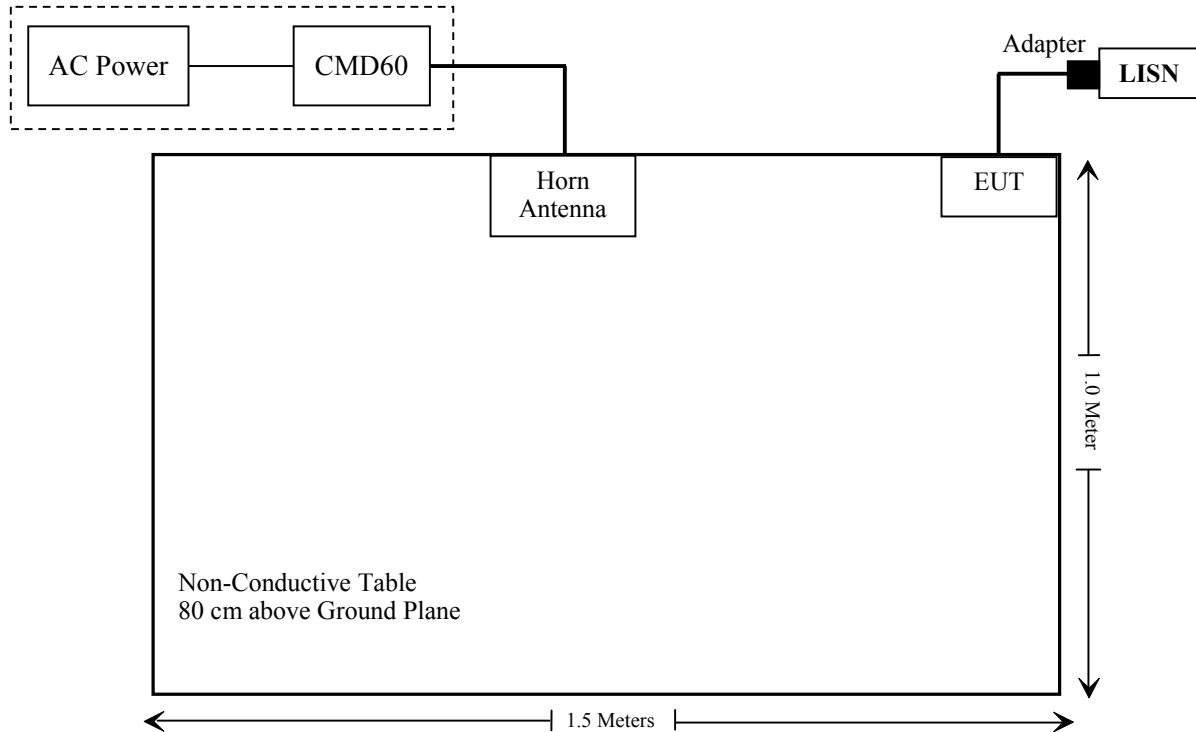 AC Power
CMD60
Adapter
LISN
Horn
Antenna
EUT
1.0 Meter
Non-Conductive Table
80 cm above Ground Plane
1.5 Meters